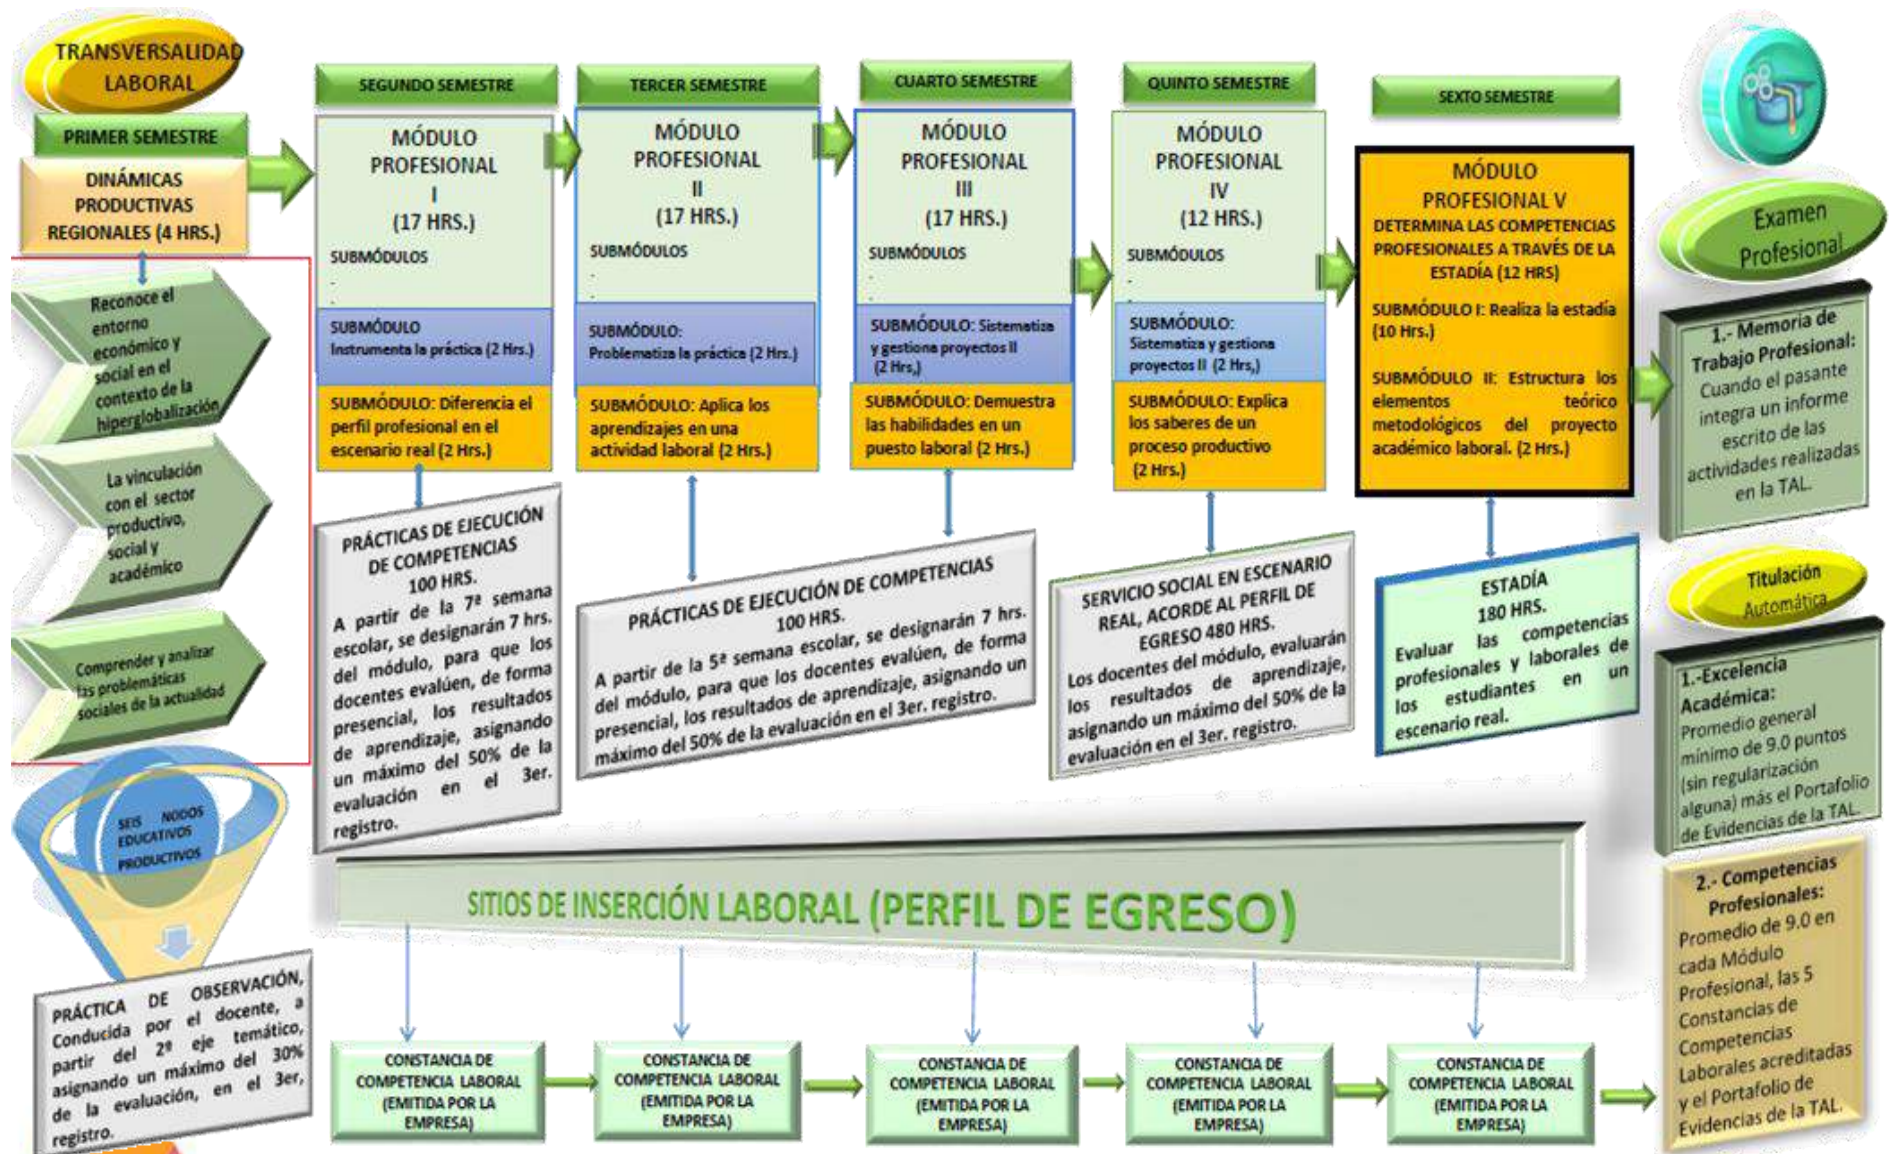 TRANSVERSALIDAD
LABORAL
PRIMER SEMESTRE
DINÁMICAS
PRODUCTIVAS
REGIONALES (4 HRS.)
Reconoce el
entorno
económico y
social en el
contexto de la
hiperglobalización
La vinculación
con el sector
productivo,
social y
académico
Comprender y analizar
las problemáticas
sociales de la actualidad
SEIS NODOS
EDUCATIVOS
PRODUCTIVOS
PRÁCTICA DE OBSERVACIÓN,
Conducida por el docente, a
partir del 2º eje temático,
asignando un máximo del 30%
de la evaluación, en el 3er,
registro.
SEGUNDO SEMESTRE
MÓDULO
PROFESIONAL
I
(17 HRS.)
SUBMÓDULOS
.
.
SUBMÓDULO
Instrumenta la práctica (2 Hrs.)
SUBMÓDULO: Diferencia el
perfil profesional en el
escenario real (2 Hrs.)
PRÁCTICAS DE EJECUCIÓN
DE COMPETENCIAS
100 HRS.
A partir de la 7ª semana
escolar, se designarán 7 hrs.
del módulo, para que los
docentes evalúen, de forma
presencial, los resultados
de aprendizaje, asignando
un máximo del 50% de la
evaluación en el 3er.
registro.
TERCER SEMESTRE
MÓDULO
PROFESIONAL
II
(17 HRS.)
SUBMÓDULOS
.
.
SUBMÓDULO:
Problematiza la práctica (2 Hrs.)
SUBMÓDULO: Aplica los
aprendizajes en una
actividad laboral (2 Hrs.)
CUARTO SEMESTRE
MÓDULO
PROFESIONAL
III
(17 HRS.)
SUBMÓDULOS
.
.
SUBMÓDULO: Sistematiza
y gestiona proyectos II
(2 Hrs,)
SUBMÓDULO: Demuestra
las habilidades en un
puesto laboral (2 Hrs.)
PRÁCTICAS DE EJECUCIÓN DE COMPETENCIAS
100 HRS.
A partir de la 5ª semana escolar, se designarán 7 hrs.
del módulo, para que los docentes evalúen, de forma
presencial, los resultados de aprendizaje, asignando un
máximo del 50% de la evaluación en el 3er. registro.
QUINTO SEMESTRE
MÓDULO
PROFESIONAL
IV
(12 HRS.)
SUBMÓDULOS
.
.
SUBMÓDULO:
Sistematiza y gestiona
proyectos II (2 Hrs,)
SUBMÓDULO: Explica
los saberes de un
proceso productivo
(2 Hrs.)
SERVICIO SOCIAL EN ESCENARIO
REAL, ACORDE AL PERFIL DE
EGRESO 480 HRS.
Los docentes del módulo, evaluarán
los resultados de aprendizaje,
asignando un máximo del 50% de la
evaluación en el 3er. registro.
SEXTO SEMESTRE
MÓDULO
PROFESIONAL V
DETERMINA LAS COMPETENCIAS
PROFESIONALES A TRAVÉS DE LA
ESTADÍA (12 HRS)
SUBMÓDULO I: Realiza la estadía
(10 Hrs.)
SUBMÓDULO II: Estructura los
elementos teórico
metodológicos del proyecto
académico laboral. (2 Hrs.)
ESTADÍA
180 HRS.
Evaluar las competencias
profesionales y laborales de
los estudiantes en un
escenario real.
Examen
Profesional
1.- Memoria de
Trabajo Profesional:
Cuando el pasante
integra un informe
escrito de las
actividades realizadas
en la TAL.
Titulación
Automática
1.-Excelencia
Académica:
Promedio general
mínimo de 9.0 puntos
(sin regularización
alguna) más el Portafolio
de Evidencias de la TAL.
2.- Competencias
Profesionales:
Promedio de 9.0 en
cada Módulo
Profesional, las 5
Constancias de
Competencias
Laborales acreditadas
y el Portafolio de
Evidencias de la TAL.
SITIOS DE INSERCIÓN LABORAL (PERFIL DE EGRESO)
CONSTANCIA DE
COMPETENCIA LABORAL
(EMITIDA POR LA
EMPRESA)
CONSTANCIA DE
COMPETENCIA LABORAL
(EMITIDA POR LA
EMPRESA)
CONSTANCIA DE
COMPETENCIA LABORAL
(EMITIDA POR LA
EMPRESA)
CONSTANCIA DE
COMPETENCIA LABORAL
(EMITIDA POR LA
EMPRESA)
CONSTANCIA DE
COMPETENCIA LABORAL
(EMITIDA POR LA
EMPRESA)